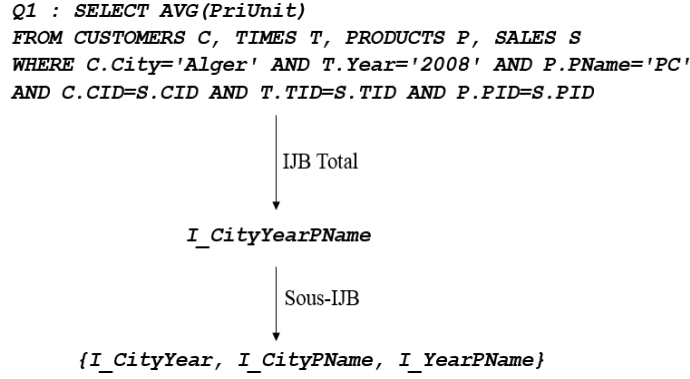 Q1 : SELECT AVG(PriUnit)
FROM CUSTOMERS C, TIMES T, PRODUCTS P, SALES S
WHERE C.City='Alger' AND T.Year='2008' AND P.PName='PC'
AND C.CID=S.CID AND T.TID=S.TID AND P.PID=S.PID
IJB Total
I_CityYearPName
Sous-IJB
{I_CityYear, I_CityPName, I_YearPName}